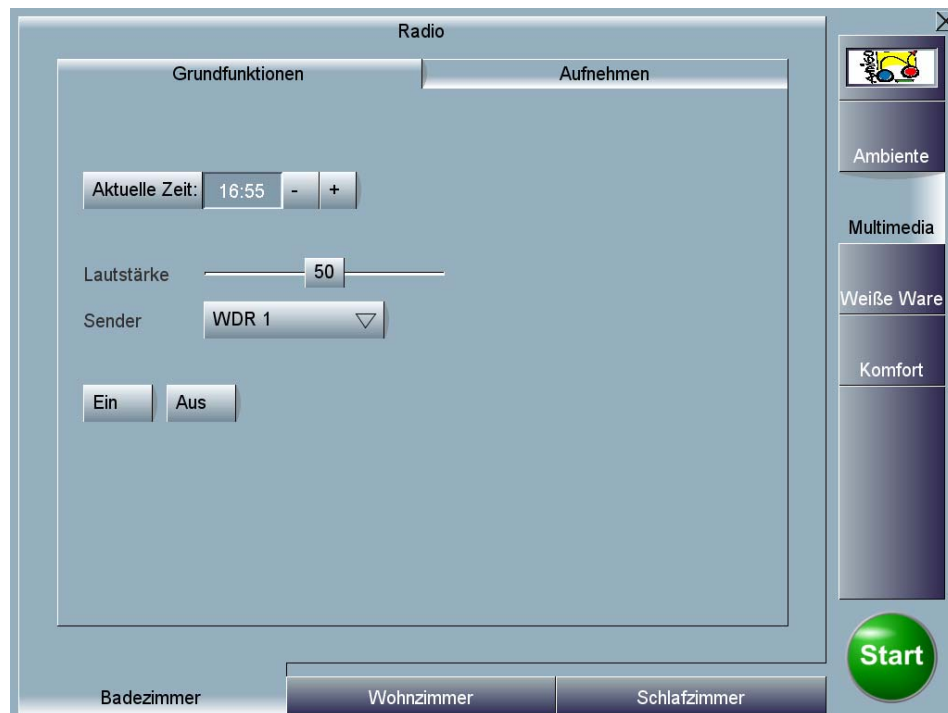 Radio
Grundfunktionen
Aufnehmen
Aktuelle Zeit: 16:55 - +
Lautstärke 50
Sender WDR 1
Ein Aus
Badezimmer
Wohnzimmer
Schlafzimmer
AMIGO
Ambiente
Multimedia
Weiße Ware
Komfort
Start